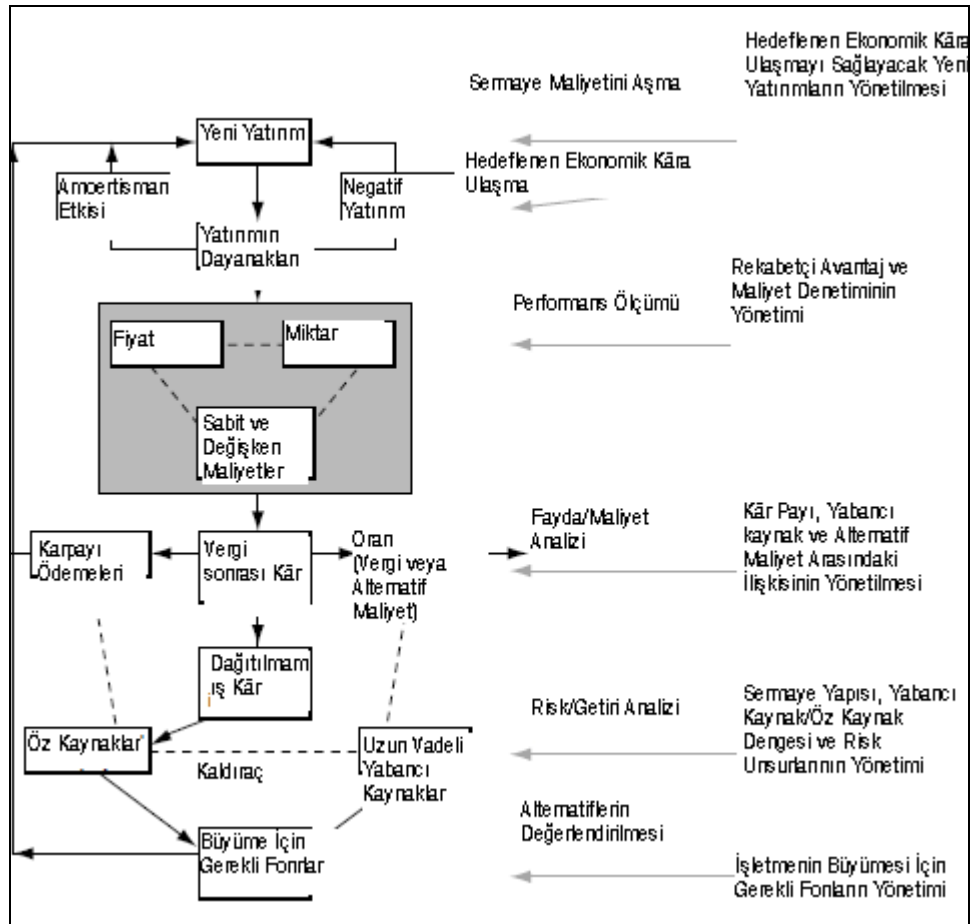 Hedeflenen Ekonomik Kâra
Ulaşmayı Sağlayacak Yeni
Yatırımların Yönetilmesi
Sermaye Maliyetini Aşma
Yeni Yatırım
Amoertisman
Etkisi
Negatif
Yatırım
Hedeflenen Ekonomik Kâra
Ulaşma
Yatırımın
Dayanakları
Rekabetçi Avantaj ve
Maliyet Denetiminin
Yönetimi
Performans Ölçümü
Fiyat
Miktar
Sabit ve
Değişken
Maliyetler
Karpayı
Ödemeleri
Vergi
sonrası Kâr
Oran
(Vergi veya
Alternatif
Maliyet)
Fayda/Maliyet
Analizi
Kâr Payı, Yabancı
kaynak ve Alternatif
Maliyet Arasındaki
İlişkisinin Yönetilmesi
Dağıtılmam
ış Kâr
i
Risk/Getiri Analizi
Sermaye Yapısı, Yabancı
Kaynak/Öz Kaynak
Dengesi ve Risk
Unsurlarının Yönetimi
Öz Kaynaklar
Kaldıraç
Uzun Vadeli
Yabancı
Kaynaklar
Alternatiflerin
Değerlendirilmesi
Büyüme İçin
Gerekli Fonlar
İşletmenin Büyümesi İçin
Gerekli Fonların Yönetimi